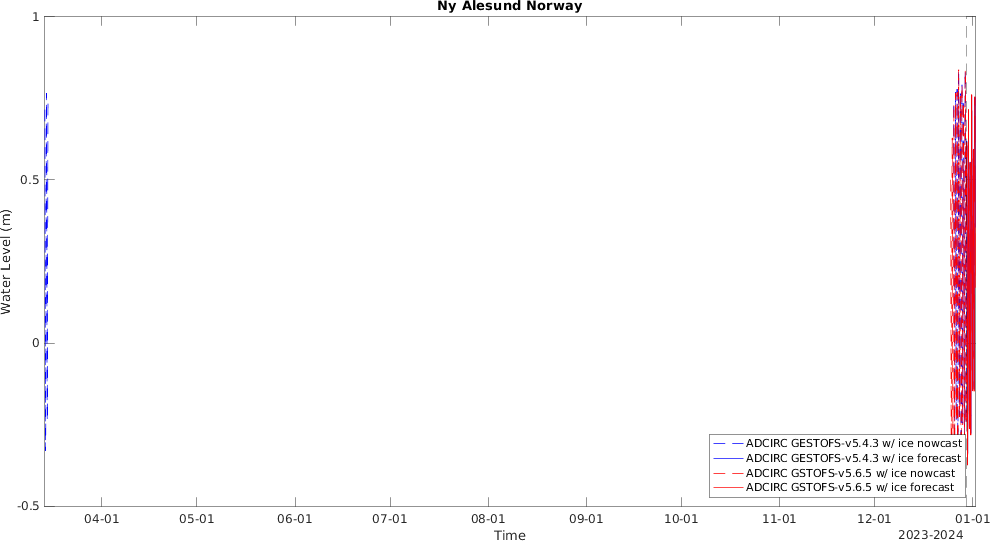 Ny Alesund Norway
Water Level (m)
1
0.5
0
-0.5
04-01 05-01 06-01 07-01 08-01 09-01 10-01 11-01 12-01 01-01
2023-2024
Time
ADCIRC GESTOFS-v5.4.3 w/ ice nowcast
ADCIRC GESTOFS-v5.4.3 w/ ice forecast
ADCIRC GSTOFS-v5.6.5 w/ ice nowcast
ADCIRC GSTOFS-v5.6.5 w/ ice forecast